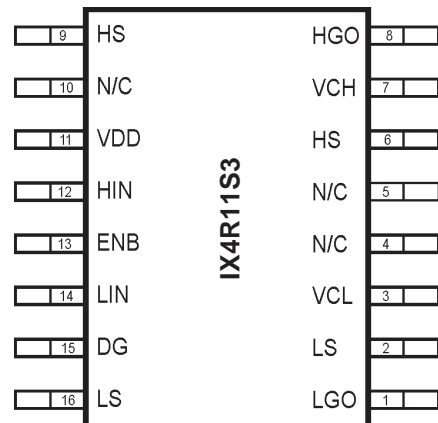 9 HS HGO 8
10 N/C VCH 7
11 VDD HS 6
12 HIN N/C 5
13 ENB N/C 4
14 LIN VCL 3
15 DG LS 2
16 LS LGO 1
IX4R11S3